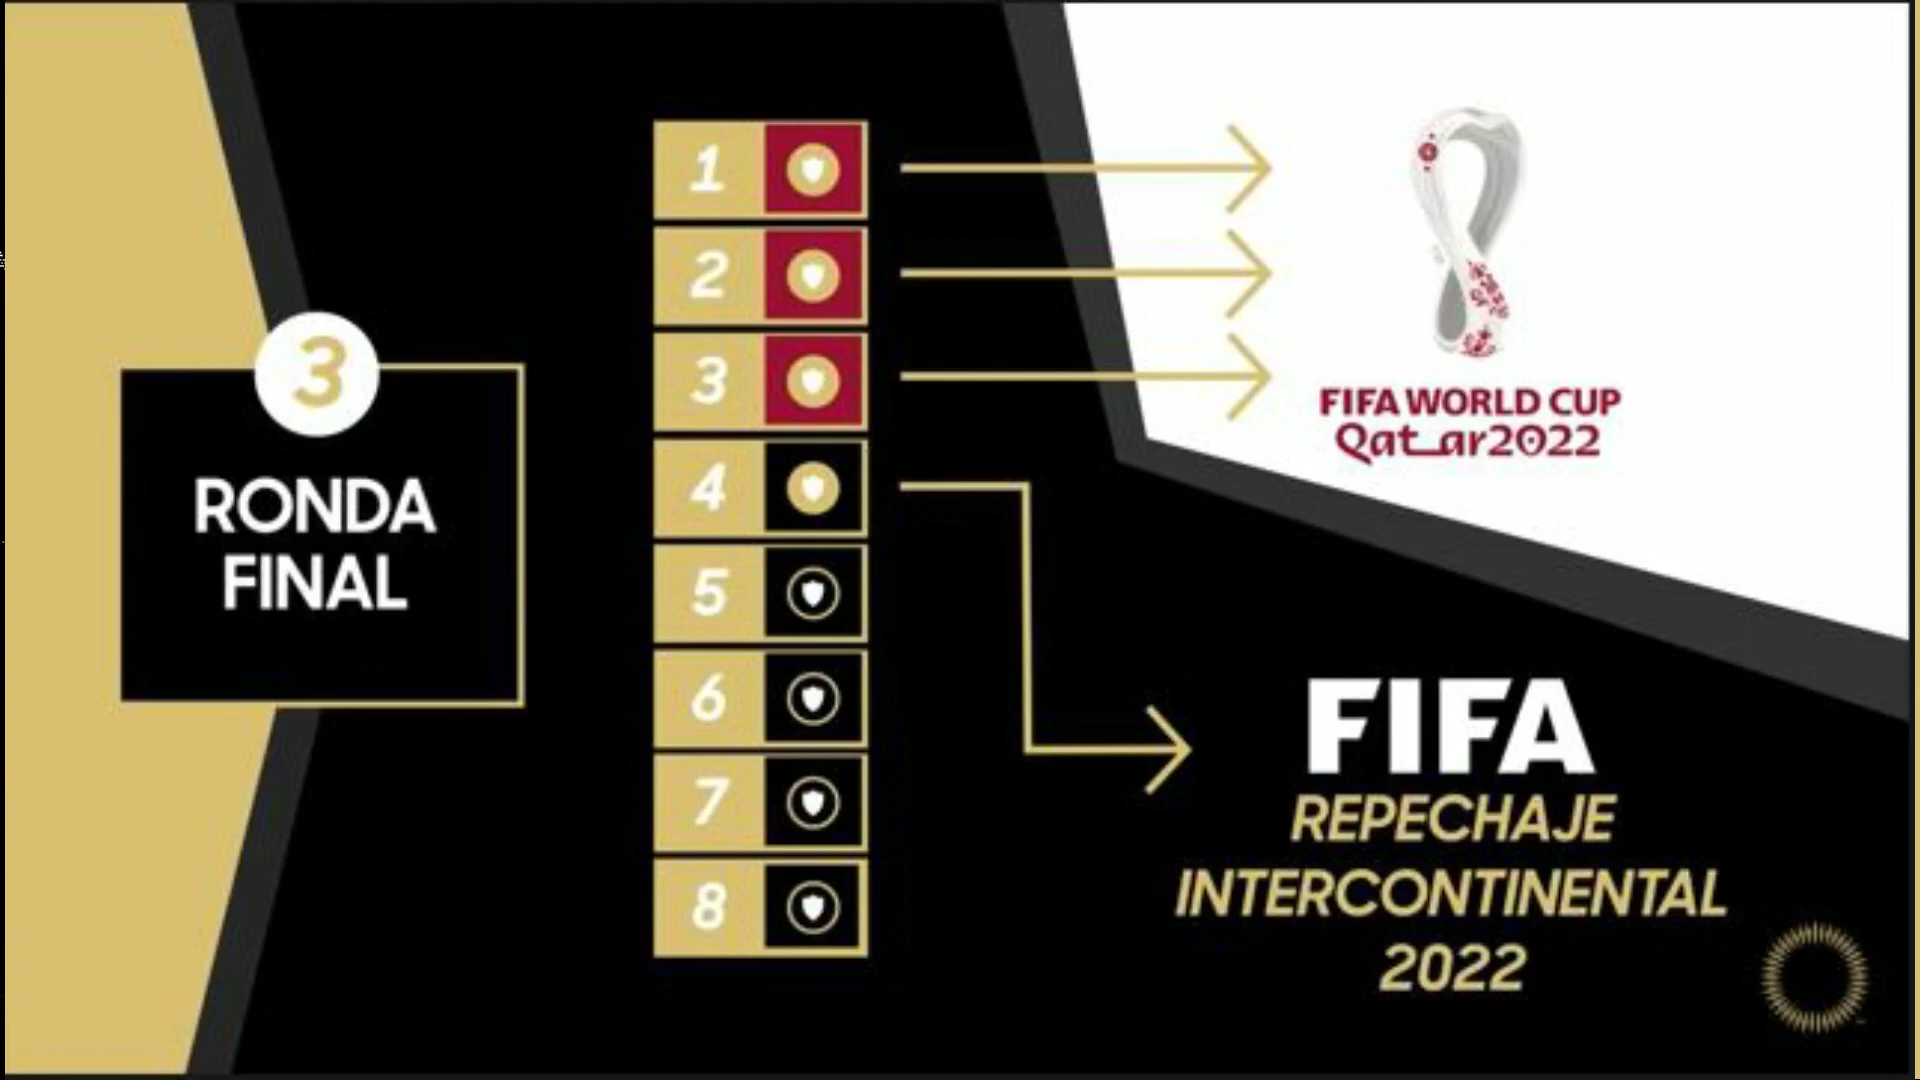 3
RONDA
FINAL
1
2
3
4
5
6
7
8
FIFA WORLD CUP
Qatar2022
FIFA
REPECHAJE
INTERCONTINENTAL
2022